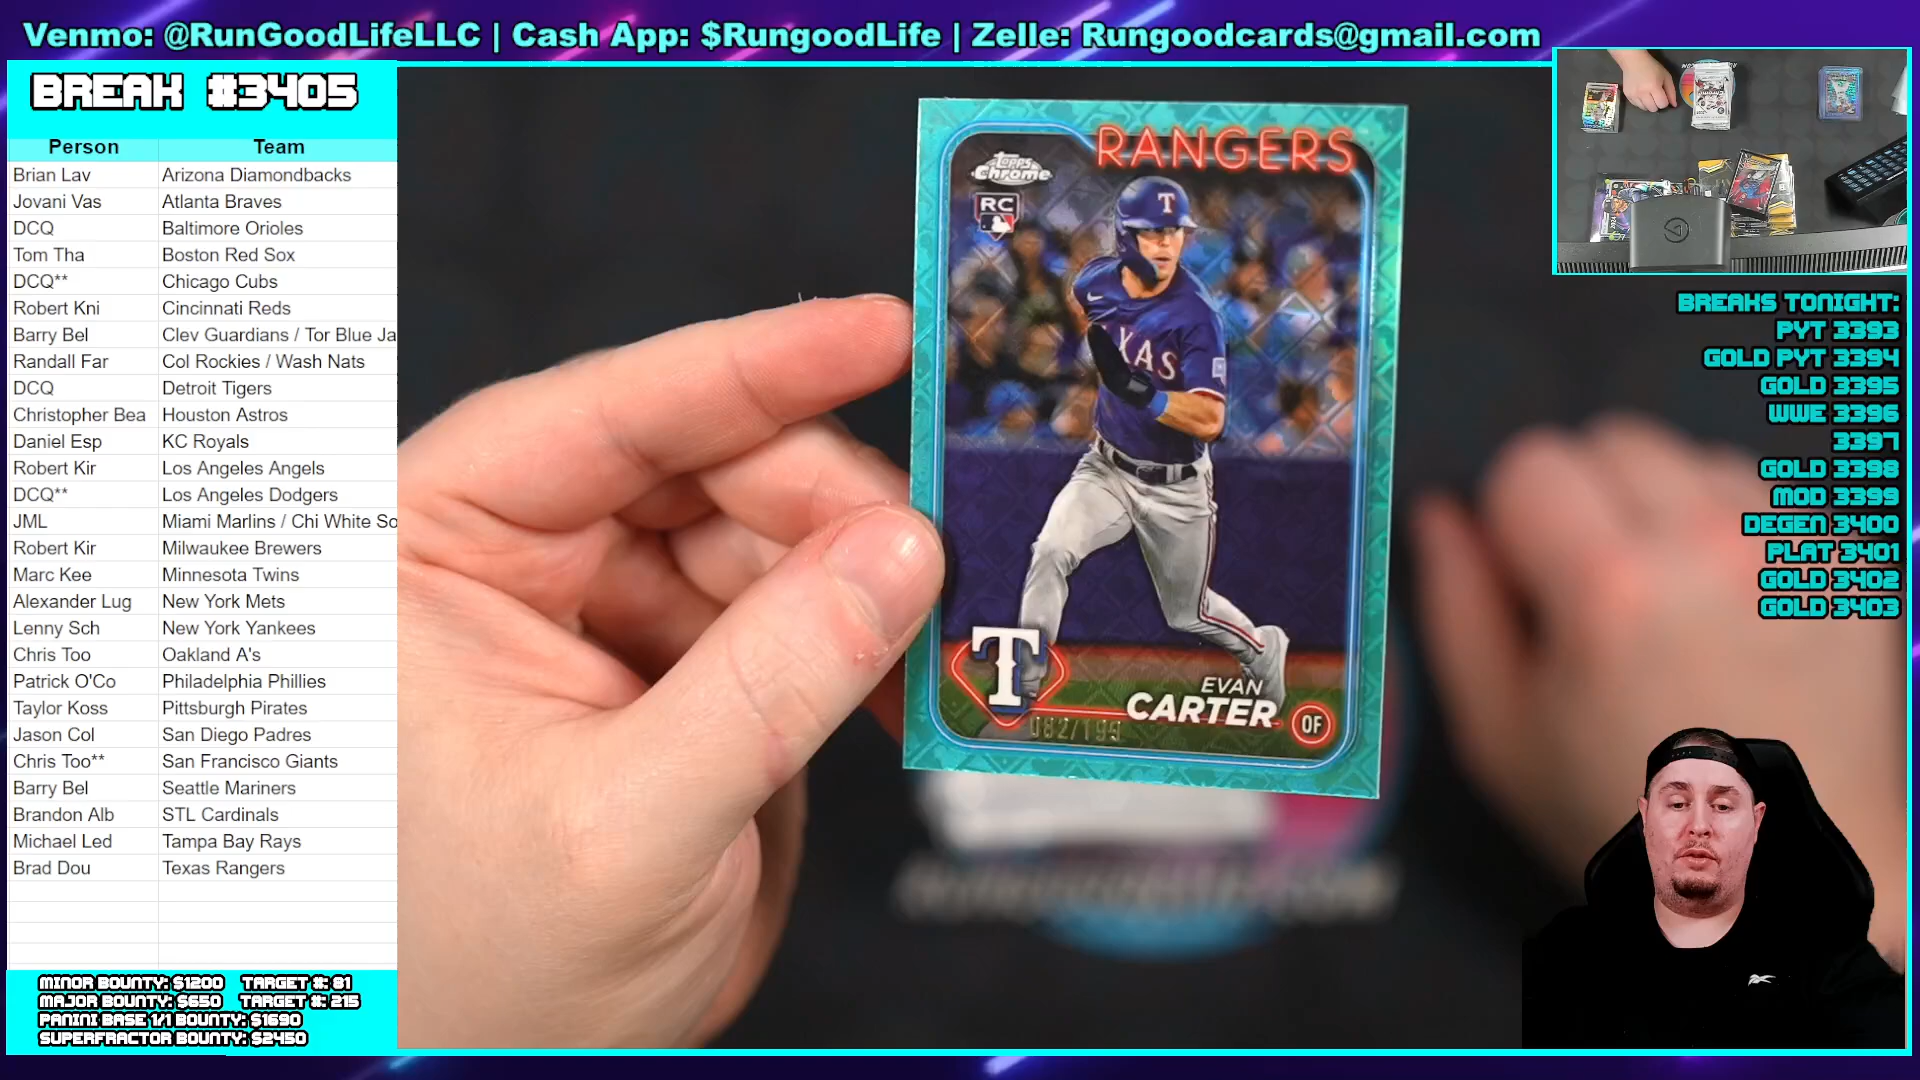 Venmo: @RunGoodLifeLLC | Cash App: $RungoodLife | Zelle: Rungoodcards@gmail.com
BREAK #3405
Person Team
Brian Lav Arizona Diamondbacks
Jovani Vas Atlanta Braves
DCQ Baltimore Orioles
Tom Tha Boston Red Sox
DCQ** Chicago Cubs
Robert Kni Cincinnati Reds
Barry Bel Clev Guardians / Tor Blue Ja
Randall Far Col Rockies / Wash Nats
DCQ Detroit Tigers
Christopher Bea Houston Astros
Daniel Esp KC Royals
Robert Kir Los Angeles Angels
DCQ** Los Angeles Dodgers
JML Miami Marlins / Chi White So
Robert Kir Milwaukee Brewers
Marc Kee Minnesota Twins
Alexander Lug New York Mets
Lenny Sch New York Yankees
Chris Too Oakland A's
Patrick O'Co Philadelphia Phillies
Taylor Koss Pittsburgh Pirates
Jason Col San Diego Padres
Chris Too** San Francisco Giants
Barry Bel Seattle Mariners
Brandon Alb STL Cardinals
Michael Led Tampa Bay Rays
Brad Dou Texas Rangers
MINOR BOUNTY: $1200 TARGET #: 81
MAJOR BOUNTY: $650 TARGET #: 215
PANINI BASE 1/1 BOUNTY: $1690
SUPERFRACTOR BOUNTY: $2450
RANGERS
Topps
Chrome
RC
T
XAS
T
EVAN
CARTER
OF
082/199
BREAKS TONIGHT:
PYT 3393
GOLD PYT 3394
GOLD 3395
WWE 3396
3397
GOLD 3398
MOD 3399
DEGEN 3400
PLAT 3401
GOLD 3402
GOLD 3403